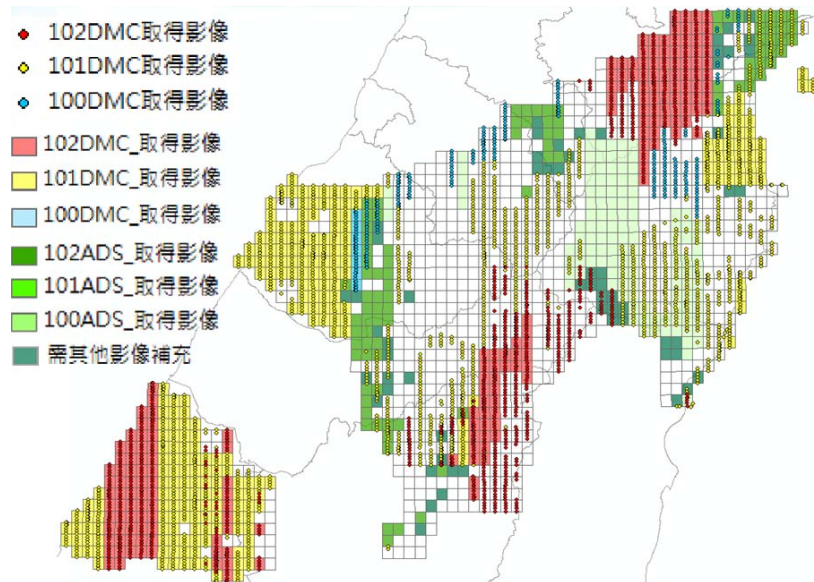 102DMC取得影像
101DMC取得影像
100DMC取得影像
102DMC_取得影像
101DMC_取得影像
100DMC_取得影像
102ADS_取得影像
101ADS_取得影像
100ADS_取得影像
需其他影像補充